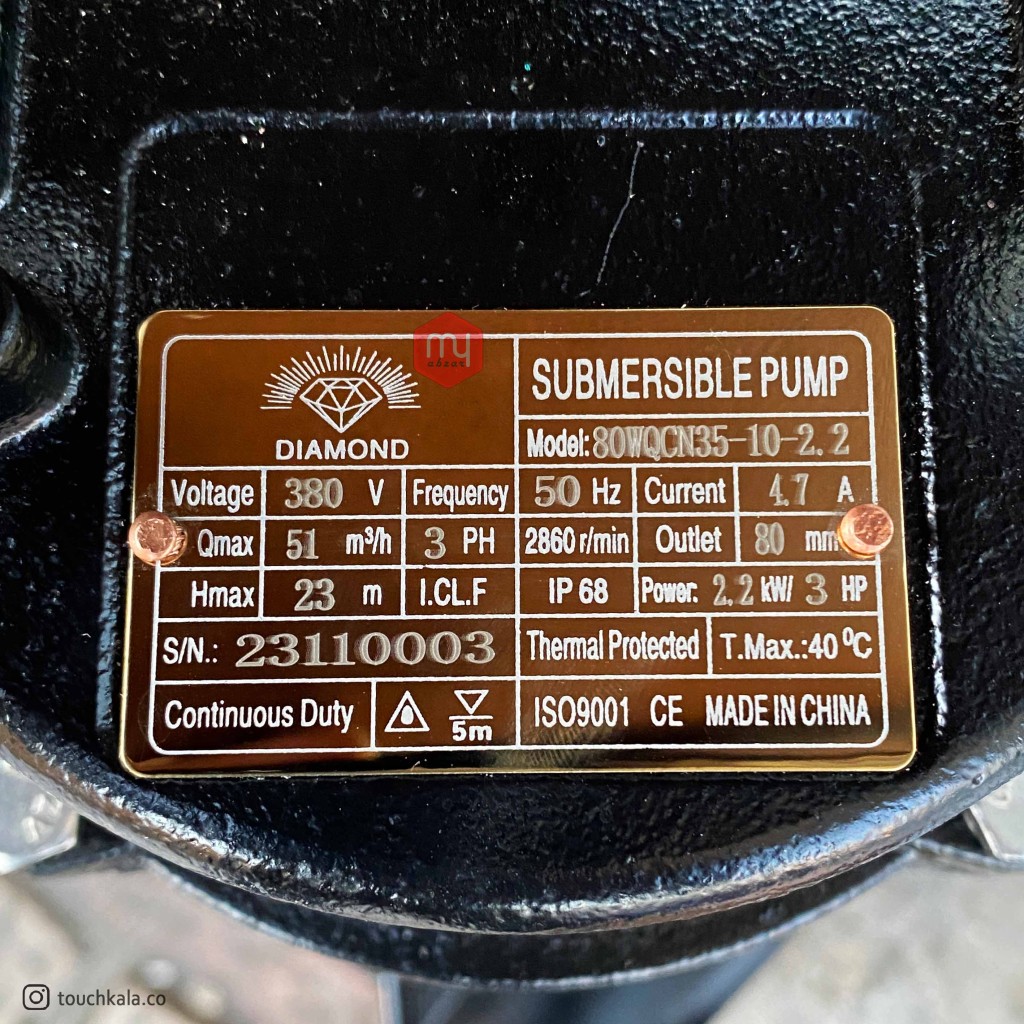 my
absar
DIAMOND
SUBMERSIBLE PUMP
Model: 80WQCN35-10-2.2
Voltage 380 V Frequency 50 Hz Current 4.7 A
Qmax 51 m³/h 3 PH 2860 r/min Outlet 80 mm
Hmax 23 m I.CL.F IP 68 Power: 2.2 kW/ 3 HP
S/N.: 23110003 Thermal Protected T.Max.:40 ⁰C
Continuous Duty 5m ISO9001 CE MADE IN CHINA
touchkala.co